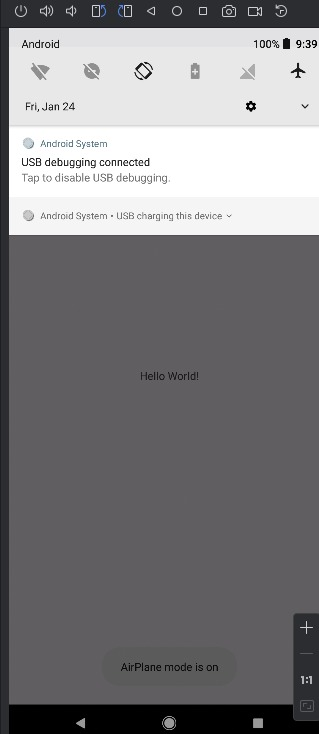 Android 100% 9:39
Fri, Jan 24
Android System
USB debugging connected
Tap to disable USB debugging.
Android System • USB charging this device
Hello World!
AirPlane mode is on
1:1